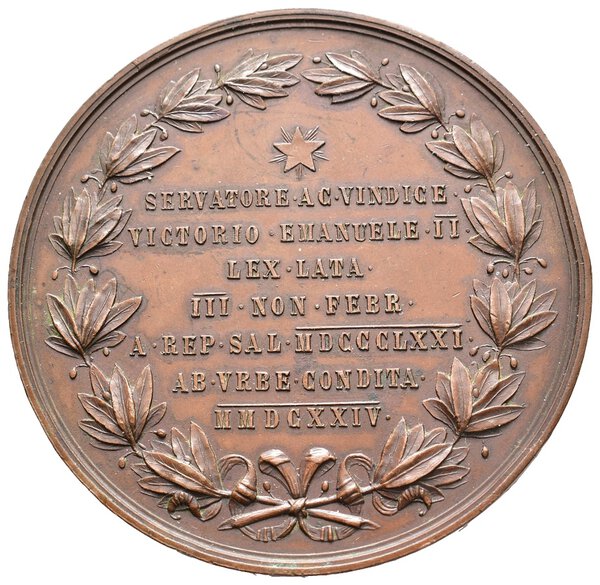 SERVATORE · AC · VINDICE ·
VICTORIO · EMANUELE · II ·
LEX · LATA ·
III · NON · FEBR ·
A · REP · SAL · MDCCCLXXI ·
AB · VRBE · CONDITA ·
MMDCXXIV ·